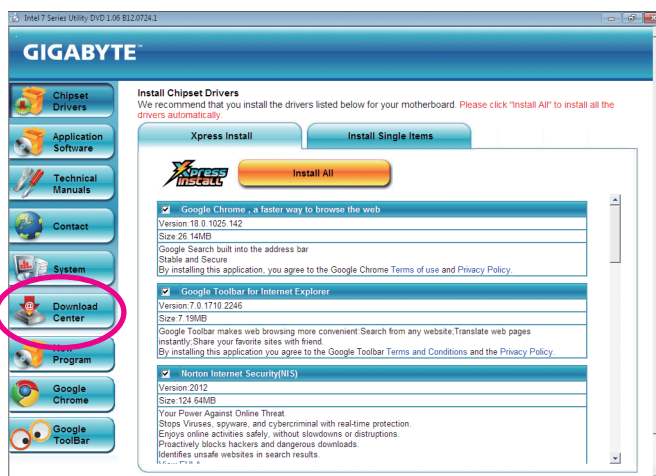 Intel 7 Series Utility DVD 1.06 B12.0724.1
GIGABYTE™
Chipset
Drivers
Application
Software
Technical
Manuals
Contact
System
Download
Center
New
Program
Google
Chrome
Google
ToolBar
Install Chipset Drivers
We recommend that you install the drivers listed below for your motherboard. Please click "Install All" to install all the
drivers automatically.
Xpress Install
Install Single Items
Xpress
INSTALL
Install All
Google Chrome , a faster way to browse the web
Version:18.0.1025.142
Size:26.14MB
Google Search built into the address bar
Stable and Secure
By installing this application, you agree to the Google Chrome Terms of use and Privacy Policy.
Google Toolbar for Internet Explorer
Version:7.0.1710.2246
Size:7.19MB
Google Toolbar makes web browsing more convenient:Search from any website;Translate web pages
instantly;Share your favorite sites with friend.
By installing this application you agree to the Google Toolbar Terms and Conditions and the Privacy Policy.
Norton Internet Security(NIS)
Version:2012
Size:124.64MB
Your Power Against Online Threat.
Stops Viruses, spyware, and cybercriminal with real-time protection.
Enjoys online activities safely, without slowdowns or distruptions.
Proactively blocks hackers and dangerous downloads.
Identifies unsafe websites in search results.